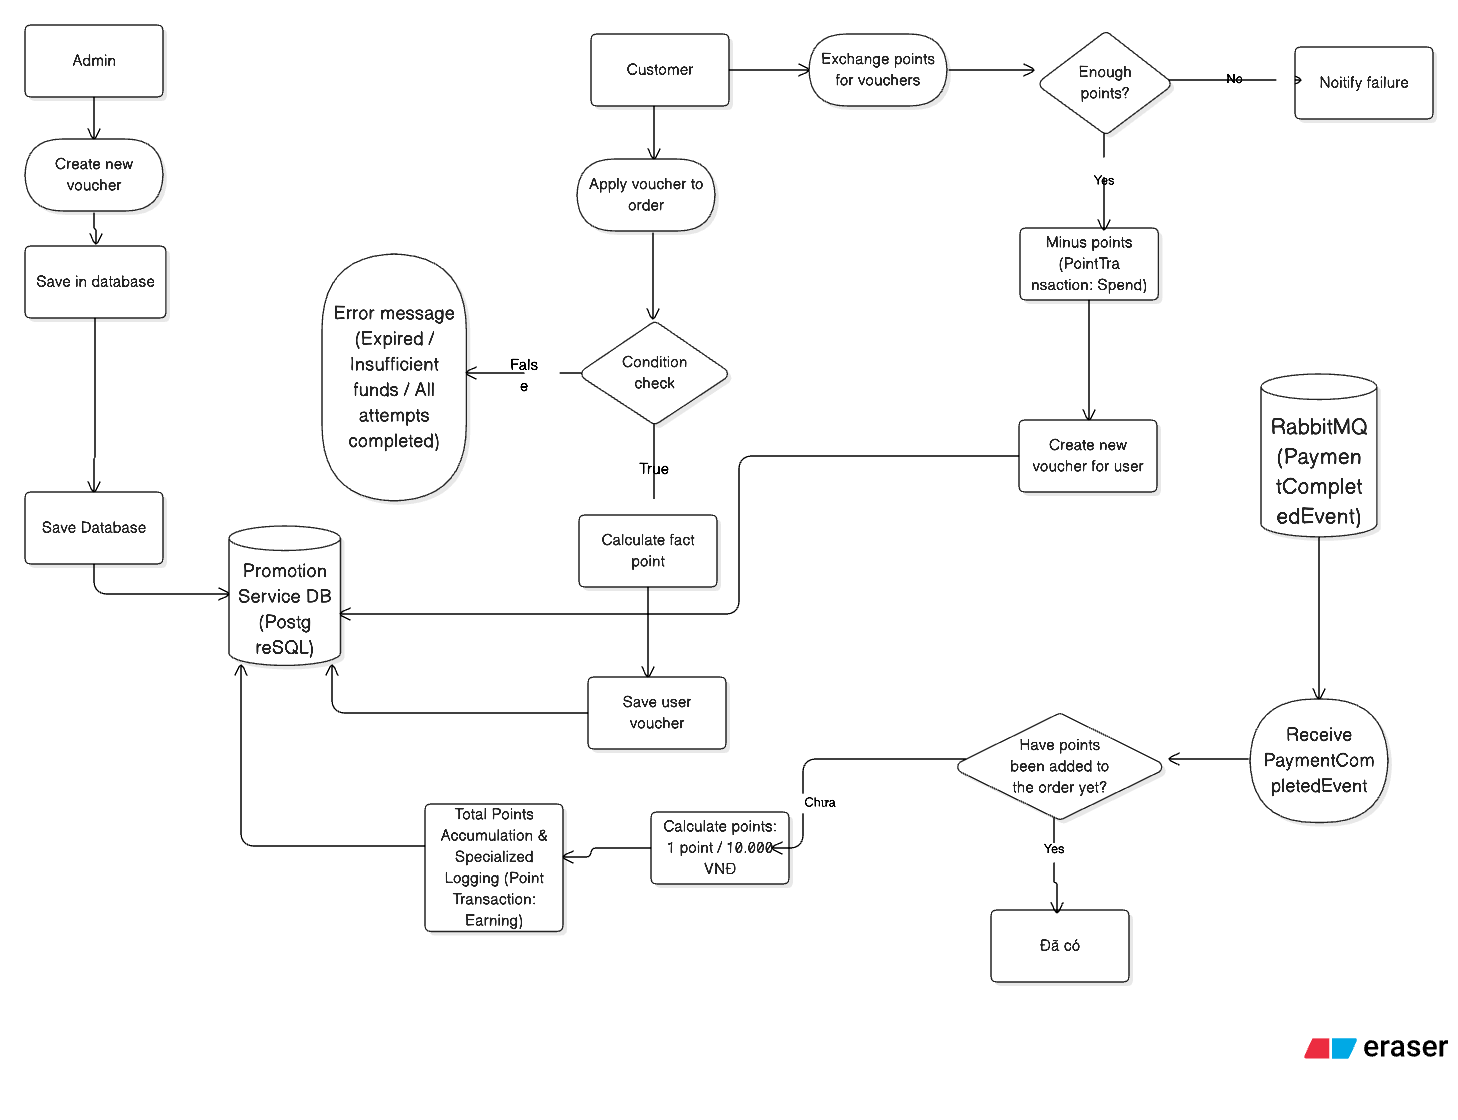 Admin
Create new
voucher
Save in database
Save Database
Customer
Exchange points
for vouchers
Enough
points?
No
Noitify failure
Yes
Minus points
(PointTra
nsaction: Spend)
Create new
voucher for user
Apply voucher to
order
Condition
check
Fals
e
Error message
(Expired /
Insufficient
funds / All
attempts
completed)
True
Calculate fact
point
Save user
voucher
Promotion
Service DB
(Postg
reSQL)
RabbitMQ
(Paymen
tComplet
edEvent)
Receive
PaymentCom
pletedEvent
Have points
been added to
the order yet?
Chưa
Yes
Đã có
Calculate points:
1 point / 10.000
VNĐ
Total Points
Accumulation &
Specialized
Logging (Point
Transaction:
Earning)
eraser